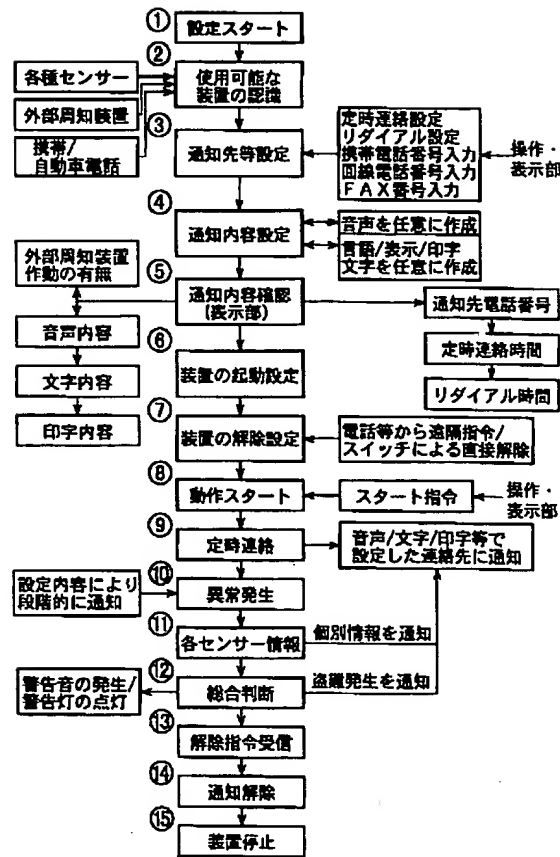 ①
設定スタート
②
各種センサー
外部周知装置
携帯/
自動車電話
使用可能な
装置の認識
③
通知先等設定
定時連絡設定
リダイアル設定
携帯電話番号入力
回線電話番号入力
FAX番号入力
操作・
表示部
④
通知内容設定
音声を任意に作成
言語/表示/印字
文字を任意に作成
⑤
外部周知装置
作動の有無
通知内容確認
(表示部)
通知先電話番号
音声内容
定時連絡時間
文字内容
リダイアル時間
印字内容
⑥
装置の起動設定
⑦
装置の解除設定
電話等から遠隔指令/
スイッチによる直接解除
⑧
動作スタート
スタート指令
操作・
表示部
⑨
定時連絡
音声/文字/印字等で
設定した連絡先に通知
⑩
設定内容により
段階的に通知
異常発生
⑪
各センサー情報
個別情報を通知
⑫
警告音の発生/
警告灯の点灯
総合判断
盗難発生を通知
⑬
解除指令受信
⑭
通知解除
⑮
装置停止